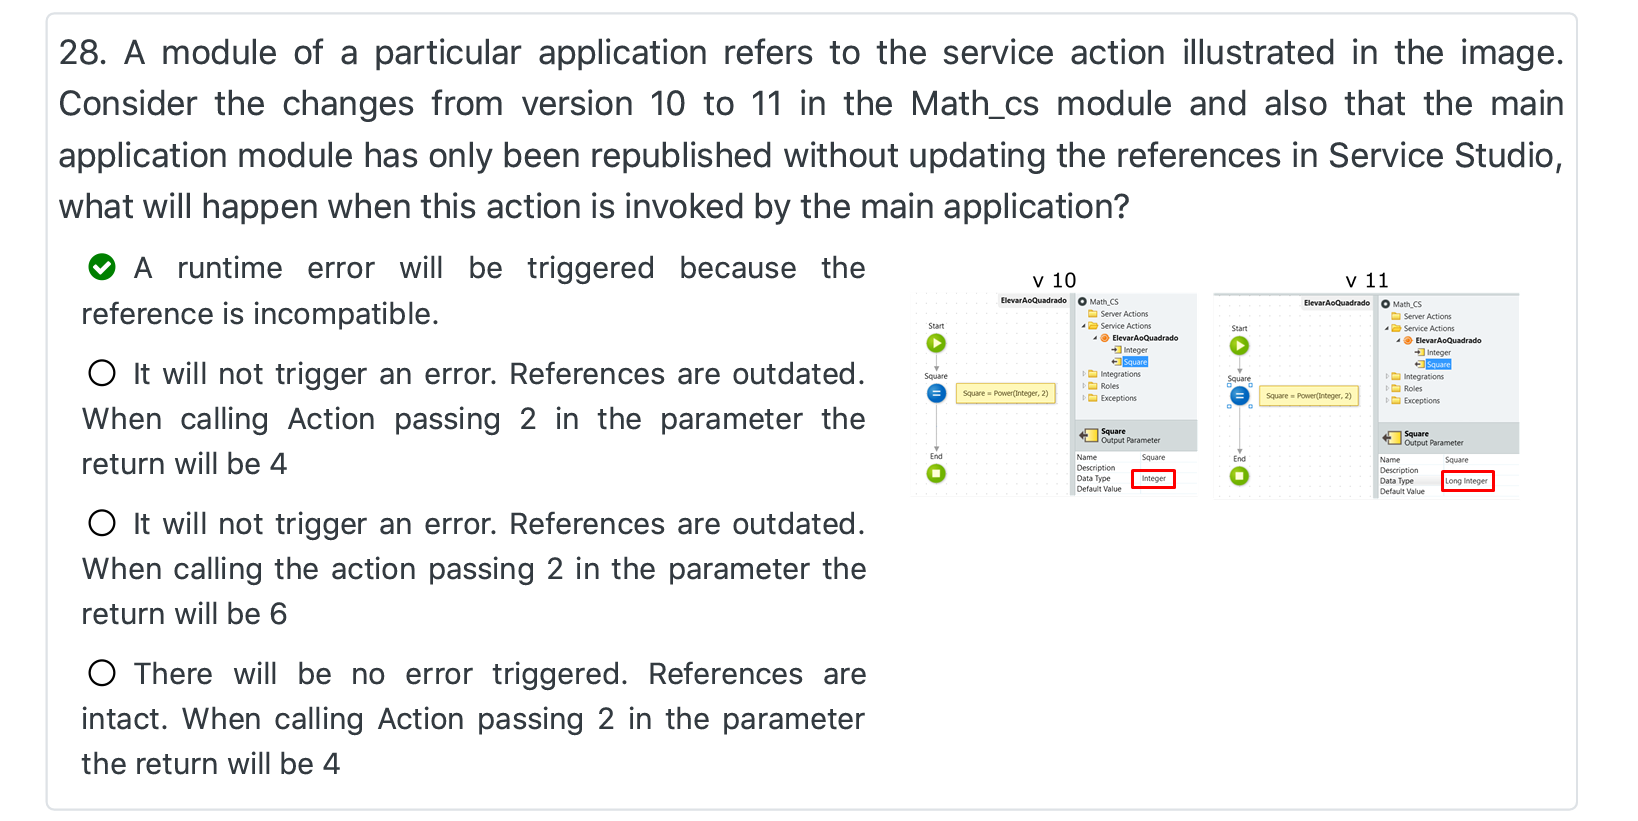 28. A module of a particular application refers to the service action illustrated in the image.
Consider the changes from version 10 to 11 in the Math_cs module and also that the main
application module has only been republished without updating the references in Service Studio,
what will happen when this action is invoked by the main application?
A runtime error will be triggered because the
reference is incompatible.
It will not trigger an error. References are outdated.
When calling Action passing 2 in the parameter the
return will be 4
It will not trigger an error. References are outdated.
When calling the action passing 2 in the parameter the
return will be 6
There will be no error triggered. References are
intact. When calling Action passing 2 in the parameter
the return will be 4
v 10
ElevarAoQuadrado
Start
Square
Square = Power(Integer, 2)
End
Math_CS
Server Actions
Service Actions
ElevarAoQuadrado
Integer
Square
Integrations
Roles
Exceptions
Square
Output Parameter
Name Square
Description
Data Type Integer
Default Value
v 11
ElevarAoQuadrado
Start
Square
Square = Power(Integer, 2)
End
Math_CS
Server Actions
Service Actions
ElevarAoQuadrado
Integer
Square
Integrations
Roles
Exceptions
Square
Output Parameter
Name Square
Description
Data Type Long Integer
Default Value